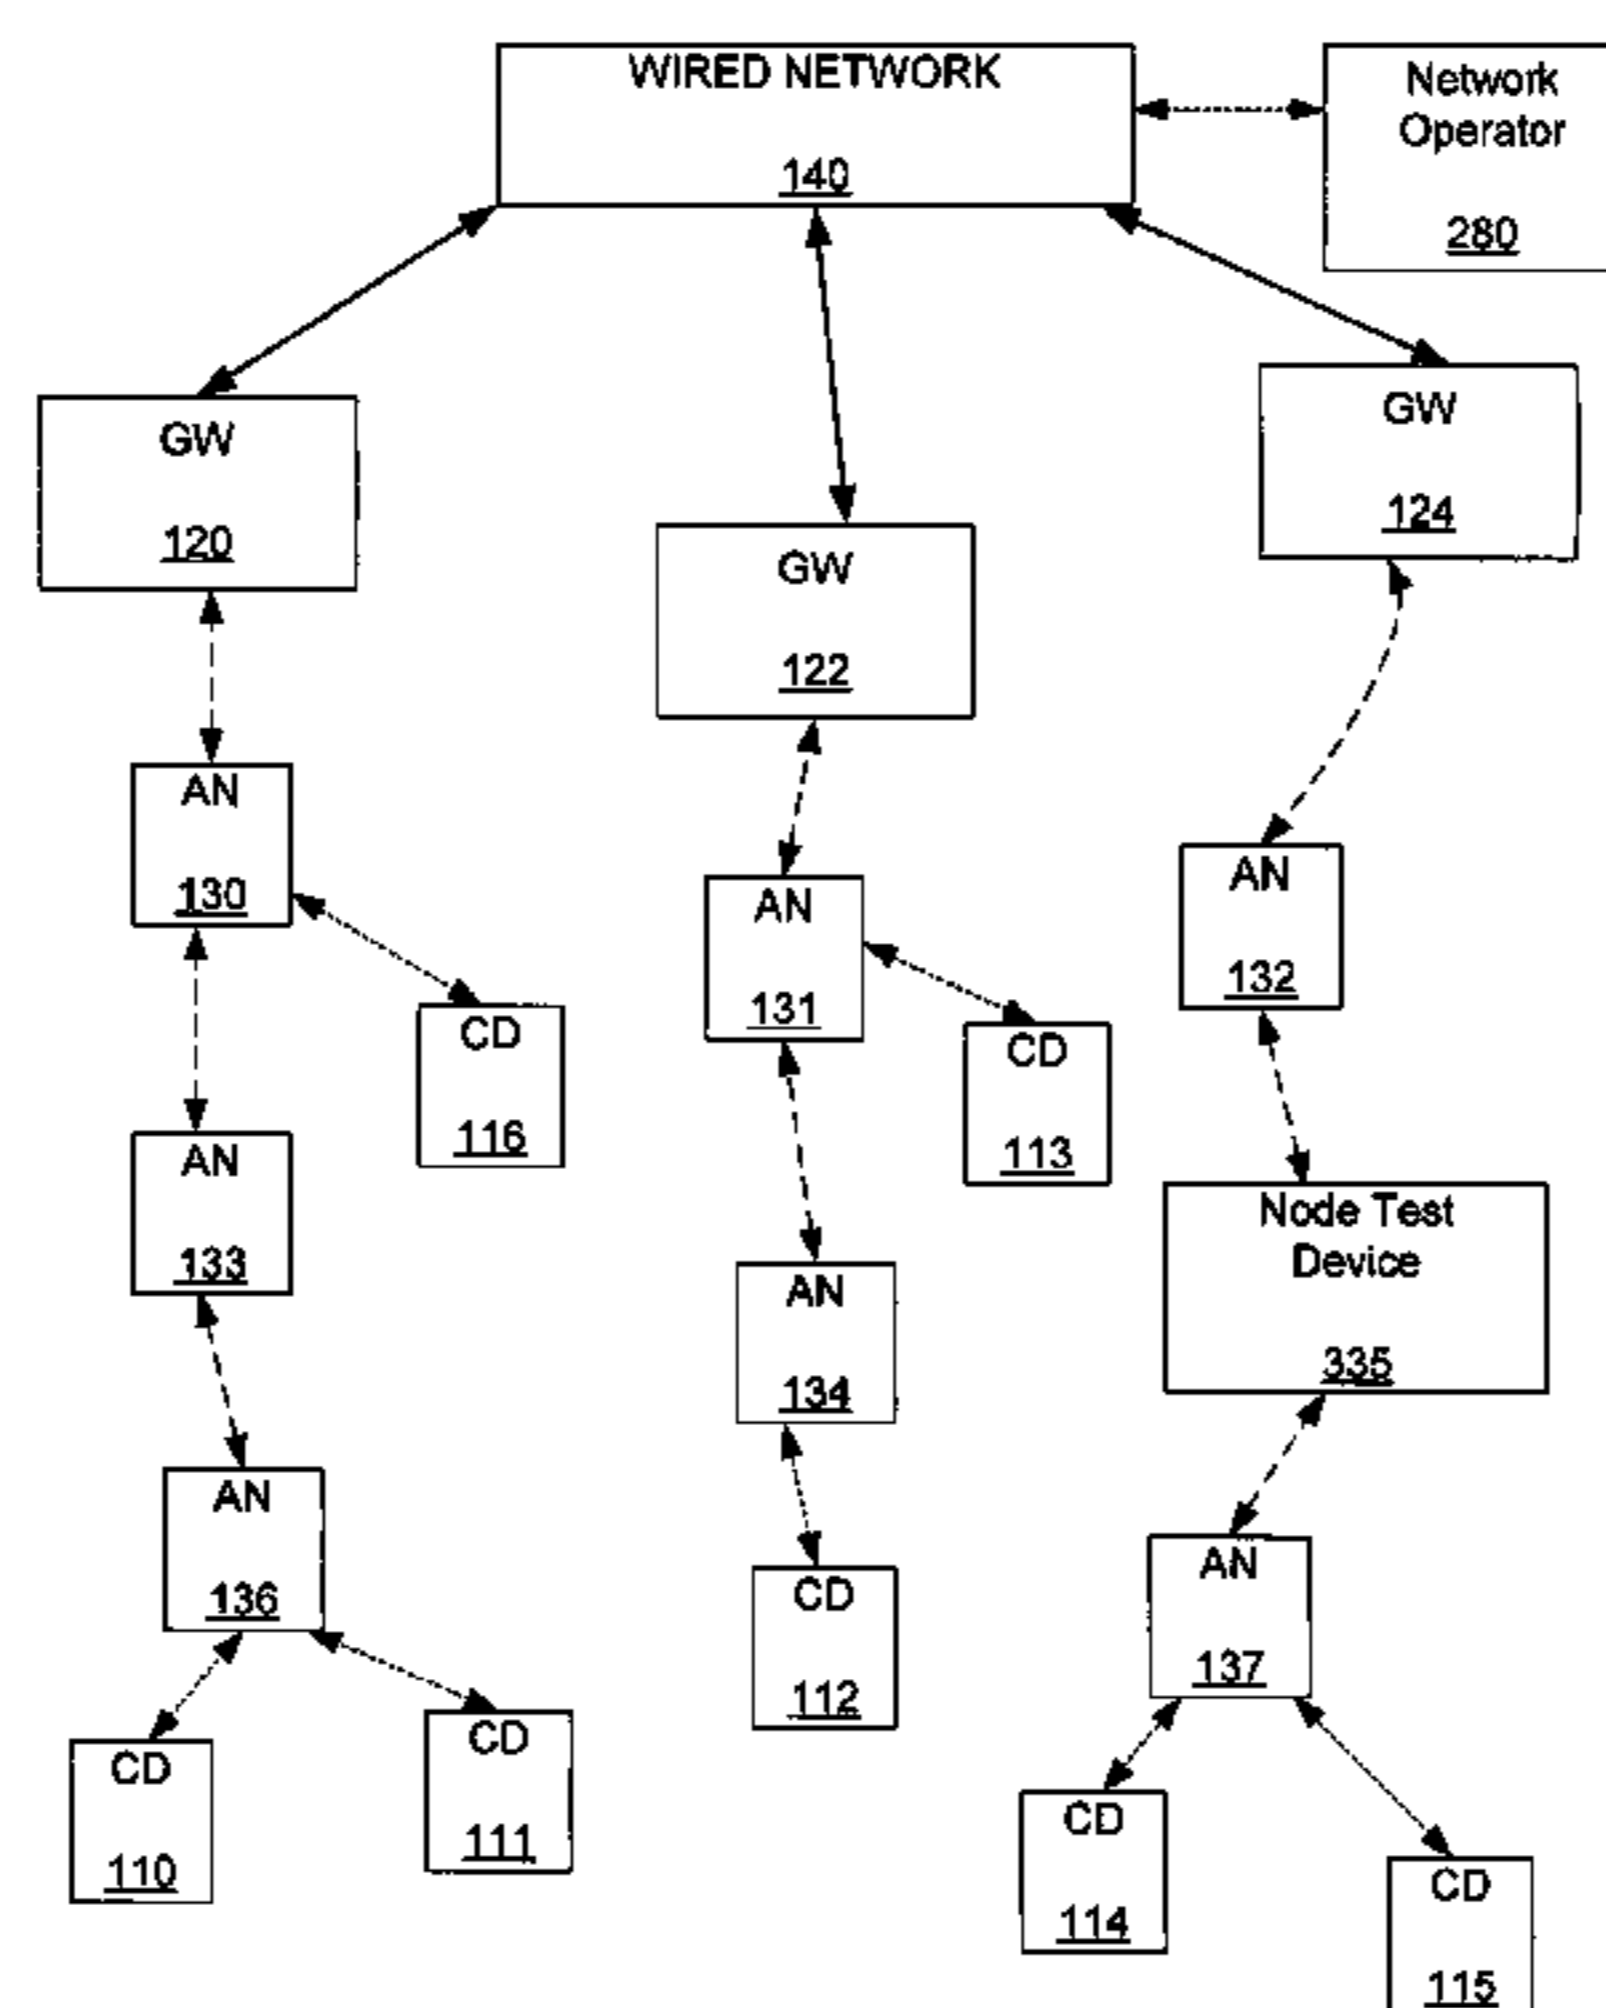 WIRED NETWORK
140
Network
Operator
280
GW
120
GW
122
GW
124
AN
130
CD
116
AN
131
CD
113
AN
132
AN
133
AN
134
Node Test
Device
335
AN
136
CD
112
AN
137
CD
110
CD
111
CD
114
CD
115